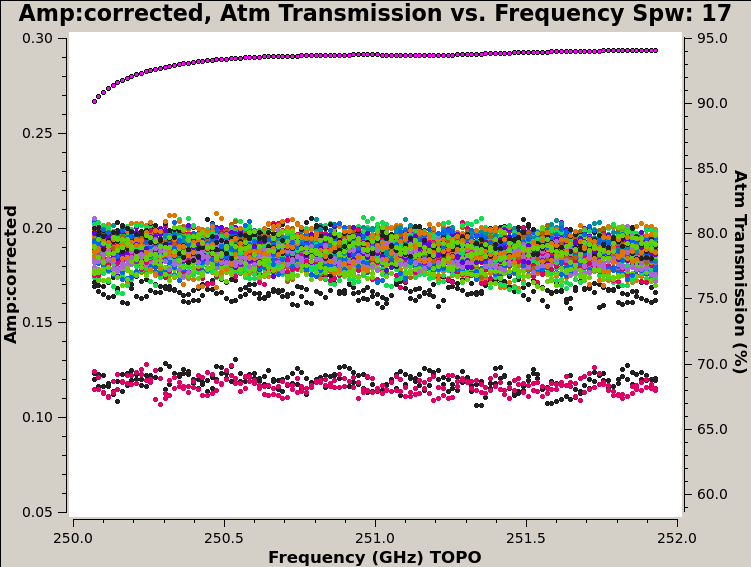 Amp:corrected, Atm Transmission vs. Frequency Spw: 17
0.30
0.25
0.20
0.15
0.10
0.05
Amp:corrected
95.0
90.0
85.0
80.0
75.0
70.0
65.0
60.0
Atm Transmission (%)
250.0 250.5 251.0 251.5 252.0
Frequency (GHz) TOPO